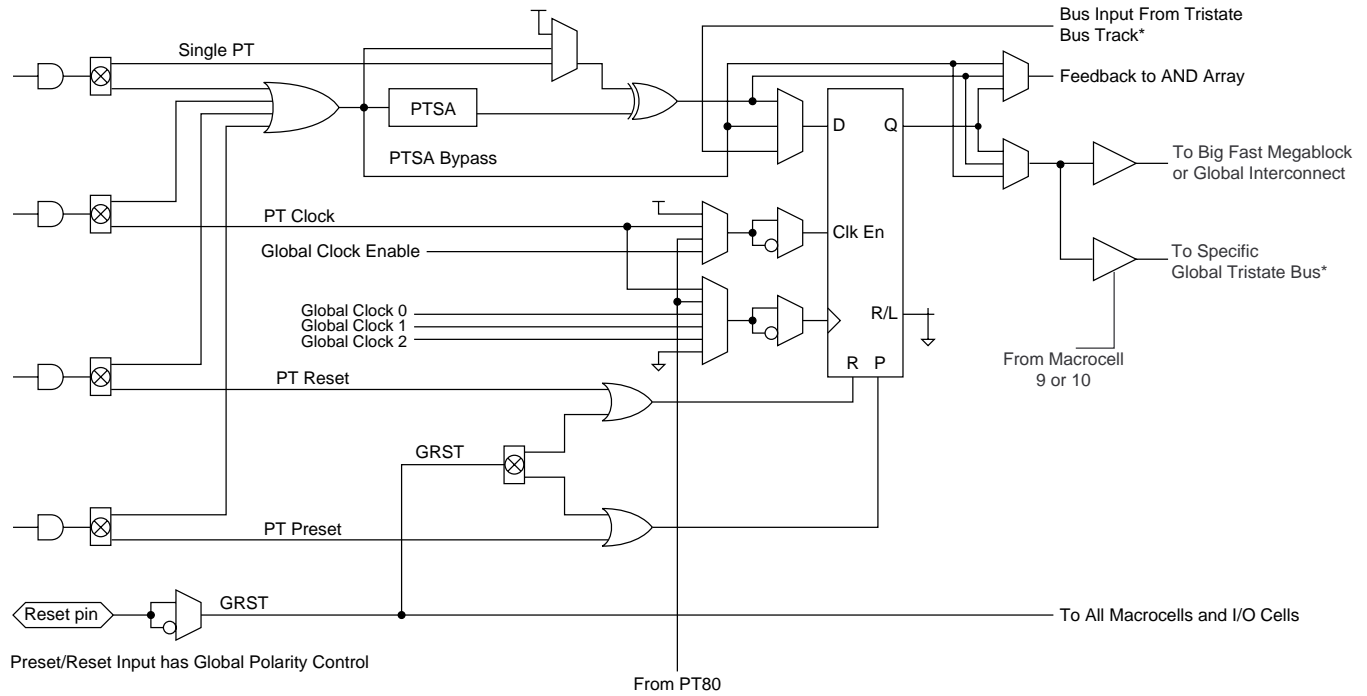 Bus Input From Tristate
Bus Track*
Single PT
Feedback to AND Array
PTSA
D
Q
PTSA Bypass
To Big Fast Megablock
or Global Interconnect
PT Clock
Clk En
Global Clock Enable
To Specific
Global Tristate Bus*
Global Clock 0
Global Clock 1
Global Clock 2
R/L
R
P
From Macrocell
9 or 10
PT Reset
GRST
PT Preset
Reset pin
GRST
To All Macrocells and I/O Cells
Preset/Reset Input has Global Polarity Control
From PT80